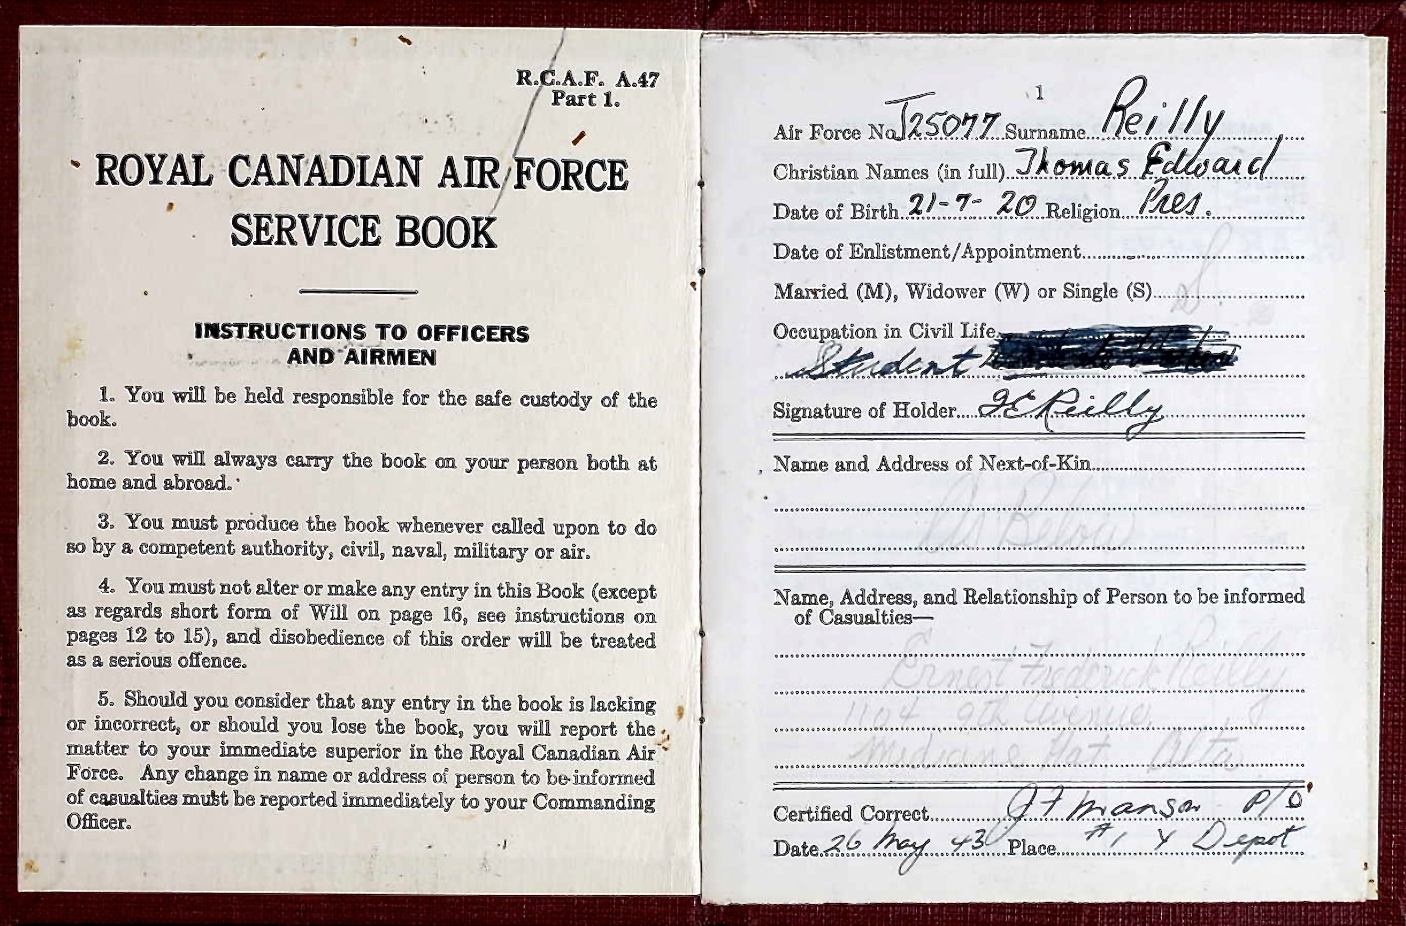 R.C.A.F. A.47
Part 1.
ROYAL CANADIAN AIR FORCE
SERVICE BOOK
INSTRUCTIONS TO OFFICERS
AND AIRMEN
1. You will be held responsible for the safe custody of the
book.
2. You will always carry the book on your person both at
home and abroad.
3. You must produce the book whenever called upon to do
so by a competent authority, civil, naval, military or air.
4. You must not alter or make any entry in this Book (except
as regards short form of Will on page 16, see instructions on
pages 12 to 15), and disobedience of this order will be treated
as a serious offence.
5. Should you consider that any entry in the book is lacking
or incorrect, or should you lose the book, you will report the
matter to your immediate superior in the Royal Canadian Air
Force. Any change in name or address of person to be informed
of casualties must be reported immediately to your Commanding
Officer.
1
Air Force No. J25077 Surname Reilly
Christian Names (in full) Thomas Edward
Date of Birth 21-7-20 Religion Pres.
Date of Enlistment/Appointment
Married (M), Widower (W) or Single (S) S
Occupation in Civil Life
Student
Signature of Holder TE Reilly
Name and Address of Next-of-Kin
As Below
Name, Address, and Relationship of Person to be informed
of Casualties—
Ernest Frederick Reilly
Avenue
Medicine Hat Alta
Certified Correct J F Manson P/O
Date 26 May 43 Place #1 Y Depot